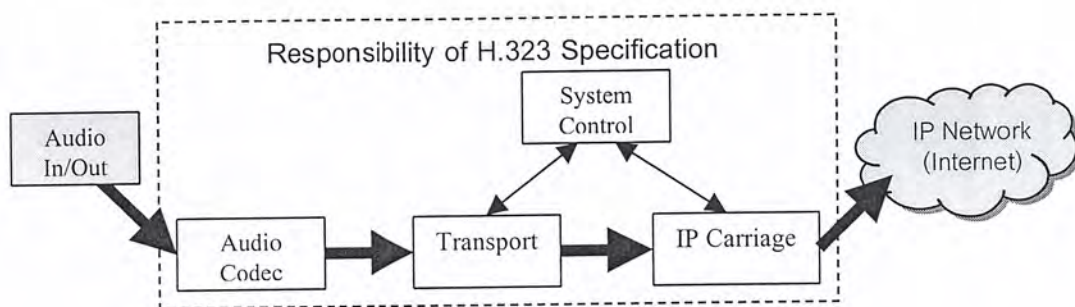 Responsibility of H.323 Specification
System
Control
Audio
In/Out
IP Network
(Internet)
Audio
Codec
Transport
IP Carriage